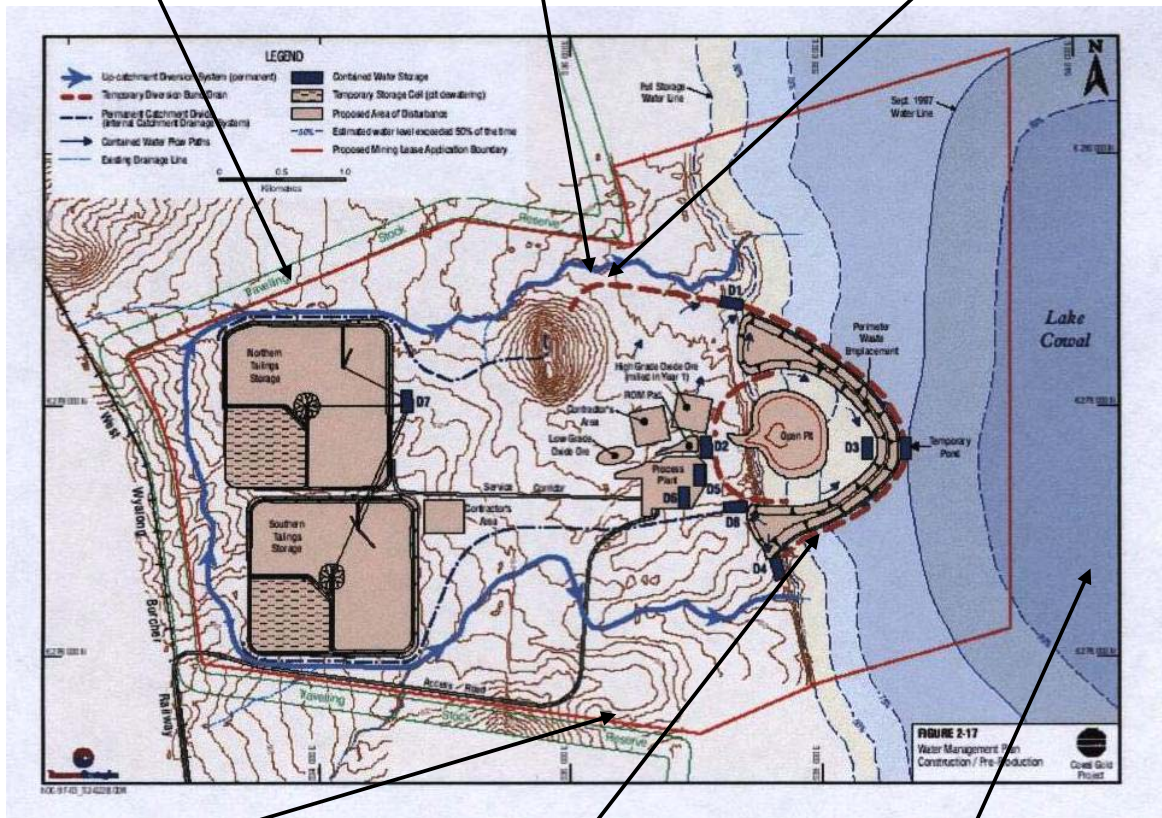 LEGEND
Up-catchment Diversion System (permanent)
Temporary Diversion Bund/Drain
Permanent Catchment Divide
(Internal Catchment Drainage System)
Contained Water Flow Paths
Existing Drainage Line
Contained Water Storage
Temporary Storage Cell (pit dewatering)
Proposed Area of Disturbance
50% Estimated water level exceeded 50% of the time
Proposed Mining Lease Application Boundary
0 0.5 1.0
Kilometres
Full Storage
Water Line
Sept. 1997
Water Line
N
Travelling
Stock
Reserve
D1
Perimeter
Waste
Emplacement
Lake
Cowal
Northern
Tailings
Storage
D7
High Grade Oxide Ore
(milled in Year 1)
ROM Pad
Contractor's
Area
Low Grade
Oxide Ore
D2
Open Pit
D3
Temporary
Pond
Process
Plant
D5
D6
D8
D4
Service Corridor
Contractor's
Area
Southern
Tailings
Storage
West
Wyalong
Burcher
Railway
Access Road
Travelling
Stock
Reserve
FIGURE 2-17
Water Management Plan
Construction / Pre-Production
Cowal Gold
Project